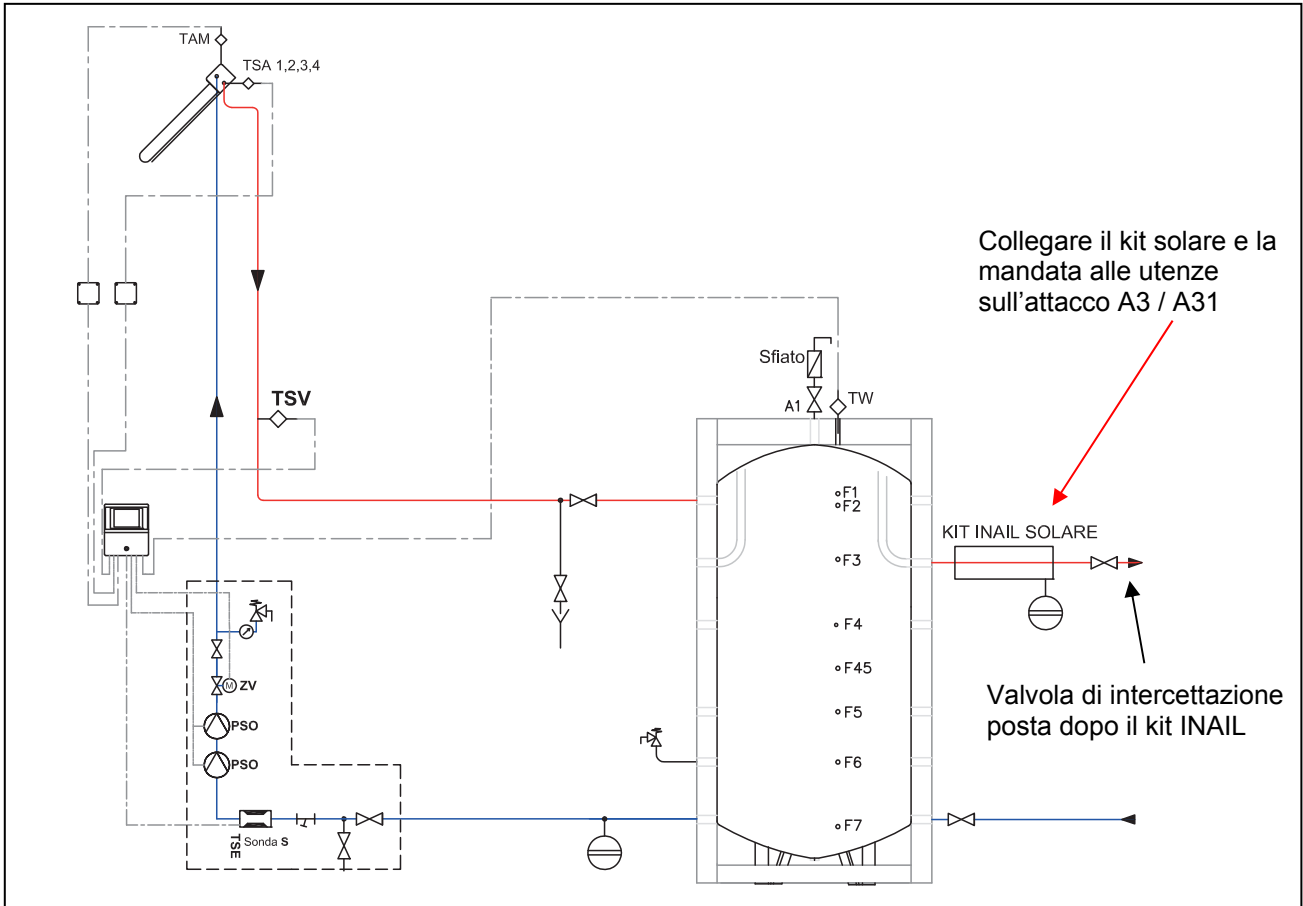 TAM
TSA 1,2,3,4
Collegare il kit solare e la
mandata alle utenze
sull'attacco A3 / A31
Sfiato
TSV
A1
TW
F1
F2
KIT INAIL SOLARE
F3
F4
F45
M
ZV
Valvola di intercettazione
posta dopo il kit INAIL
F5
PSO
F6
PSO
F7
TSE
Sonda S